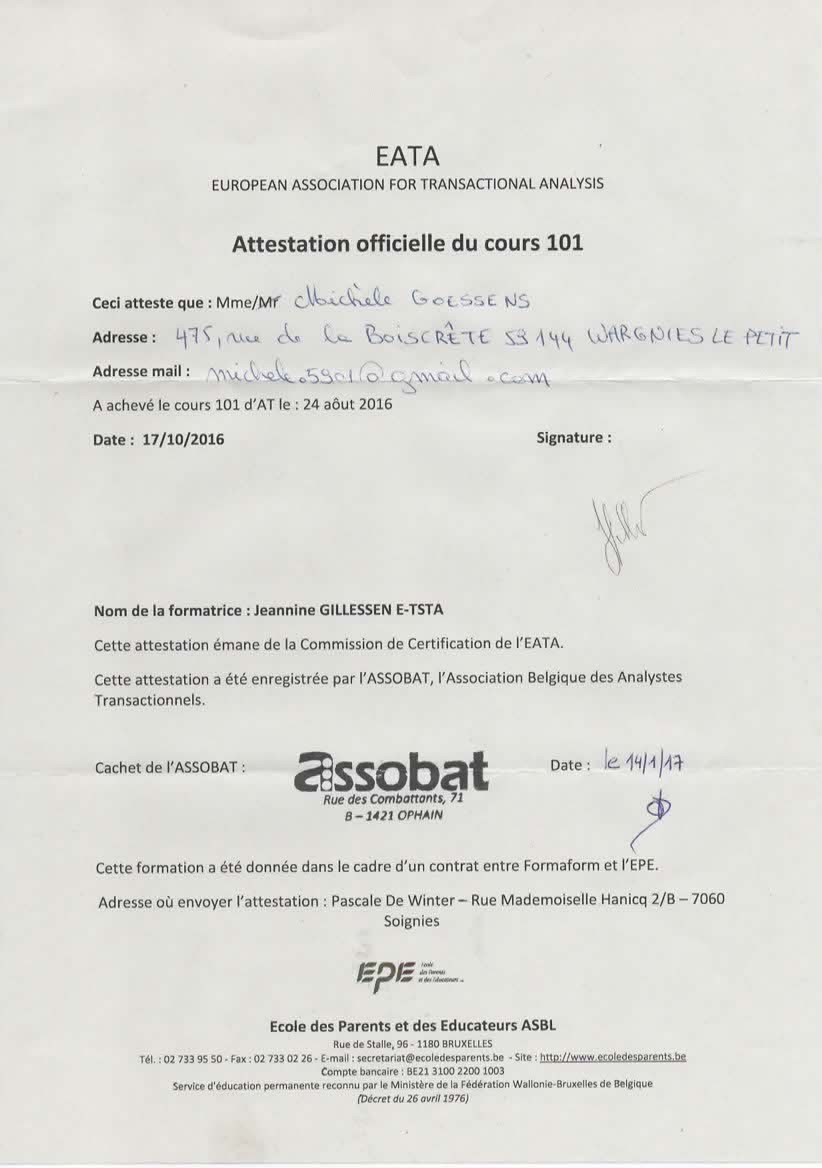 EATA
EUROPEAN ASSOCIATION FOR TRANSACTIONAL ANALYSIS
Attestation officielle du cours 101
Ceci atteste que : Mme/Mr Michèle GOESSENS
Adresse : 475, rue de la BOISCRÊTE 59144 WARGNIES LE PETIT
Adresse mail : michele.5901@gmail.com
A achevé le cours 101 d'AT le : 24 aôut 2016
Date : 17/10/2016 Signature :
Nom de la formatrice : Jeannine GILLESSEN E-TSTA
Cette attestation émane de la Commission de Certification de l'EATA.
Cette attestation a été enregistrée par l'ASSOBAT, l'Association Belgique des Analystes
Transactionnels.
Cachet de l'ASSOBAT : assobat Date : le 14/1/17
Rue des Combattants, 71
B – 1421 OPHAIN
Cette formation a été donnée dans le cadre d'un contrat entre Formaform et l'EPE.
Adresse où envoyer l'attestation : Pascale De Winter – Rue Mademoiselle Hanicq 2/B – 7060
Soignies
EPE Ecole
des Parents
et des Educateurs
Ecole des Parents et des Educateurs ASBL
Rue de Stalle, 96 - 1180 BRUXELLES
Tél. : 02 733 95 50 - Fax : 02 733 02 26 - E-mail : secretariat@ecoledesparents.be - Site : http://www.ecoledesparents.be
Compte bancaire : BE21 3100 2200 1003
Service d'éducation permanente reconnu par le Ministère de la Fédération Wallonie-Bruxelles de Belgique
(Décret du 26 avril 1976)